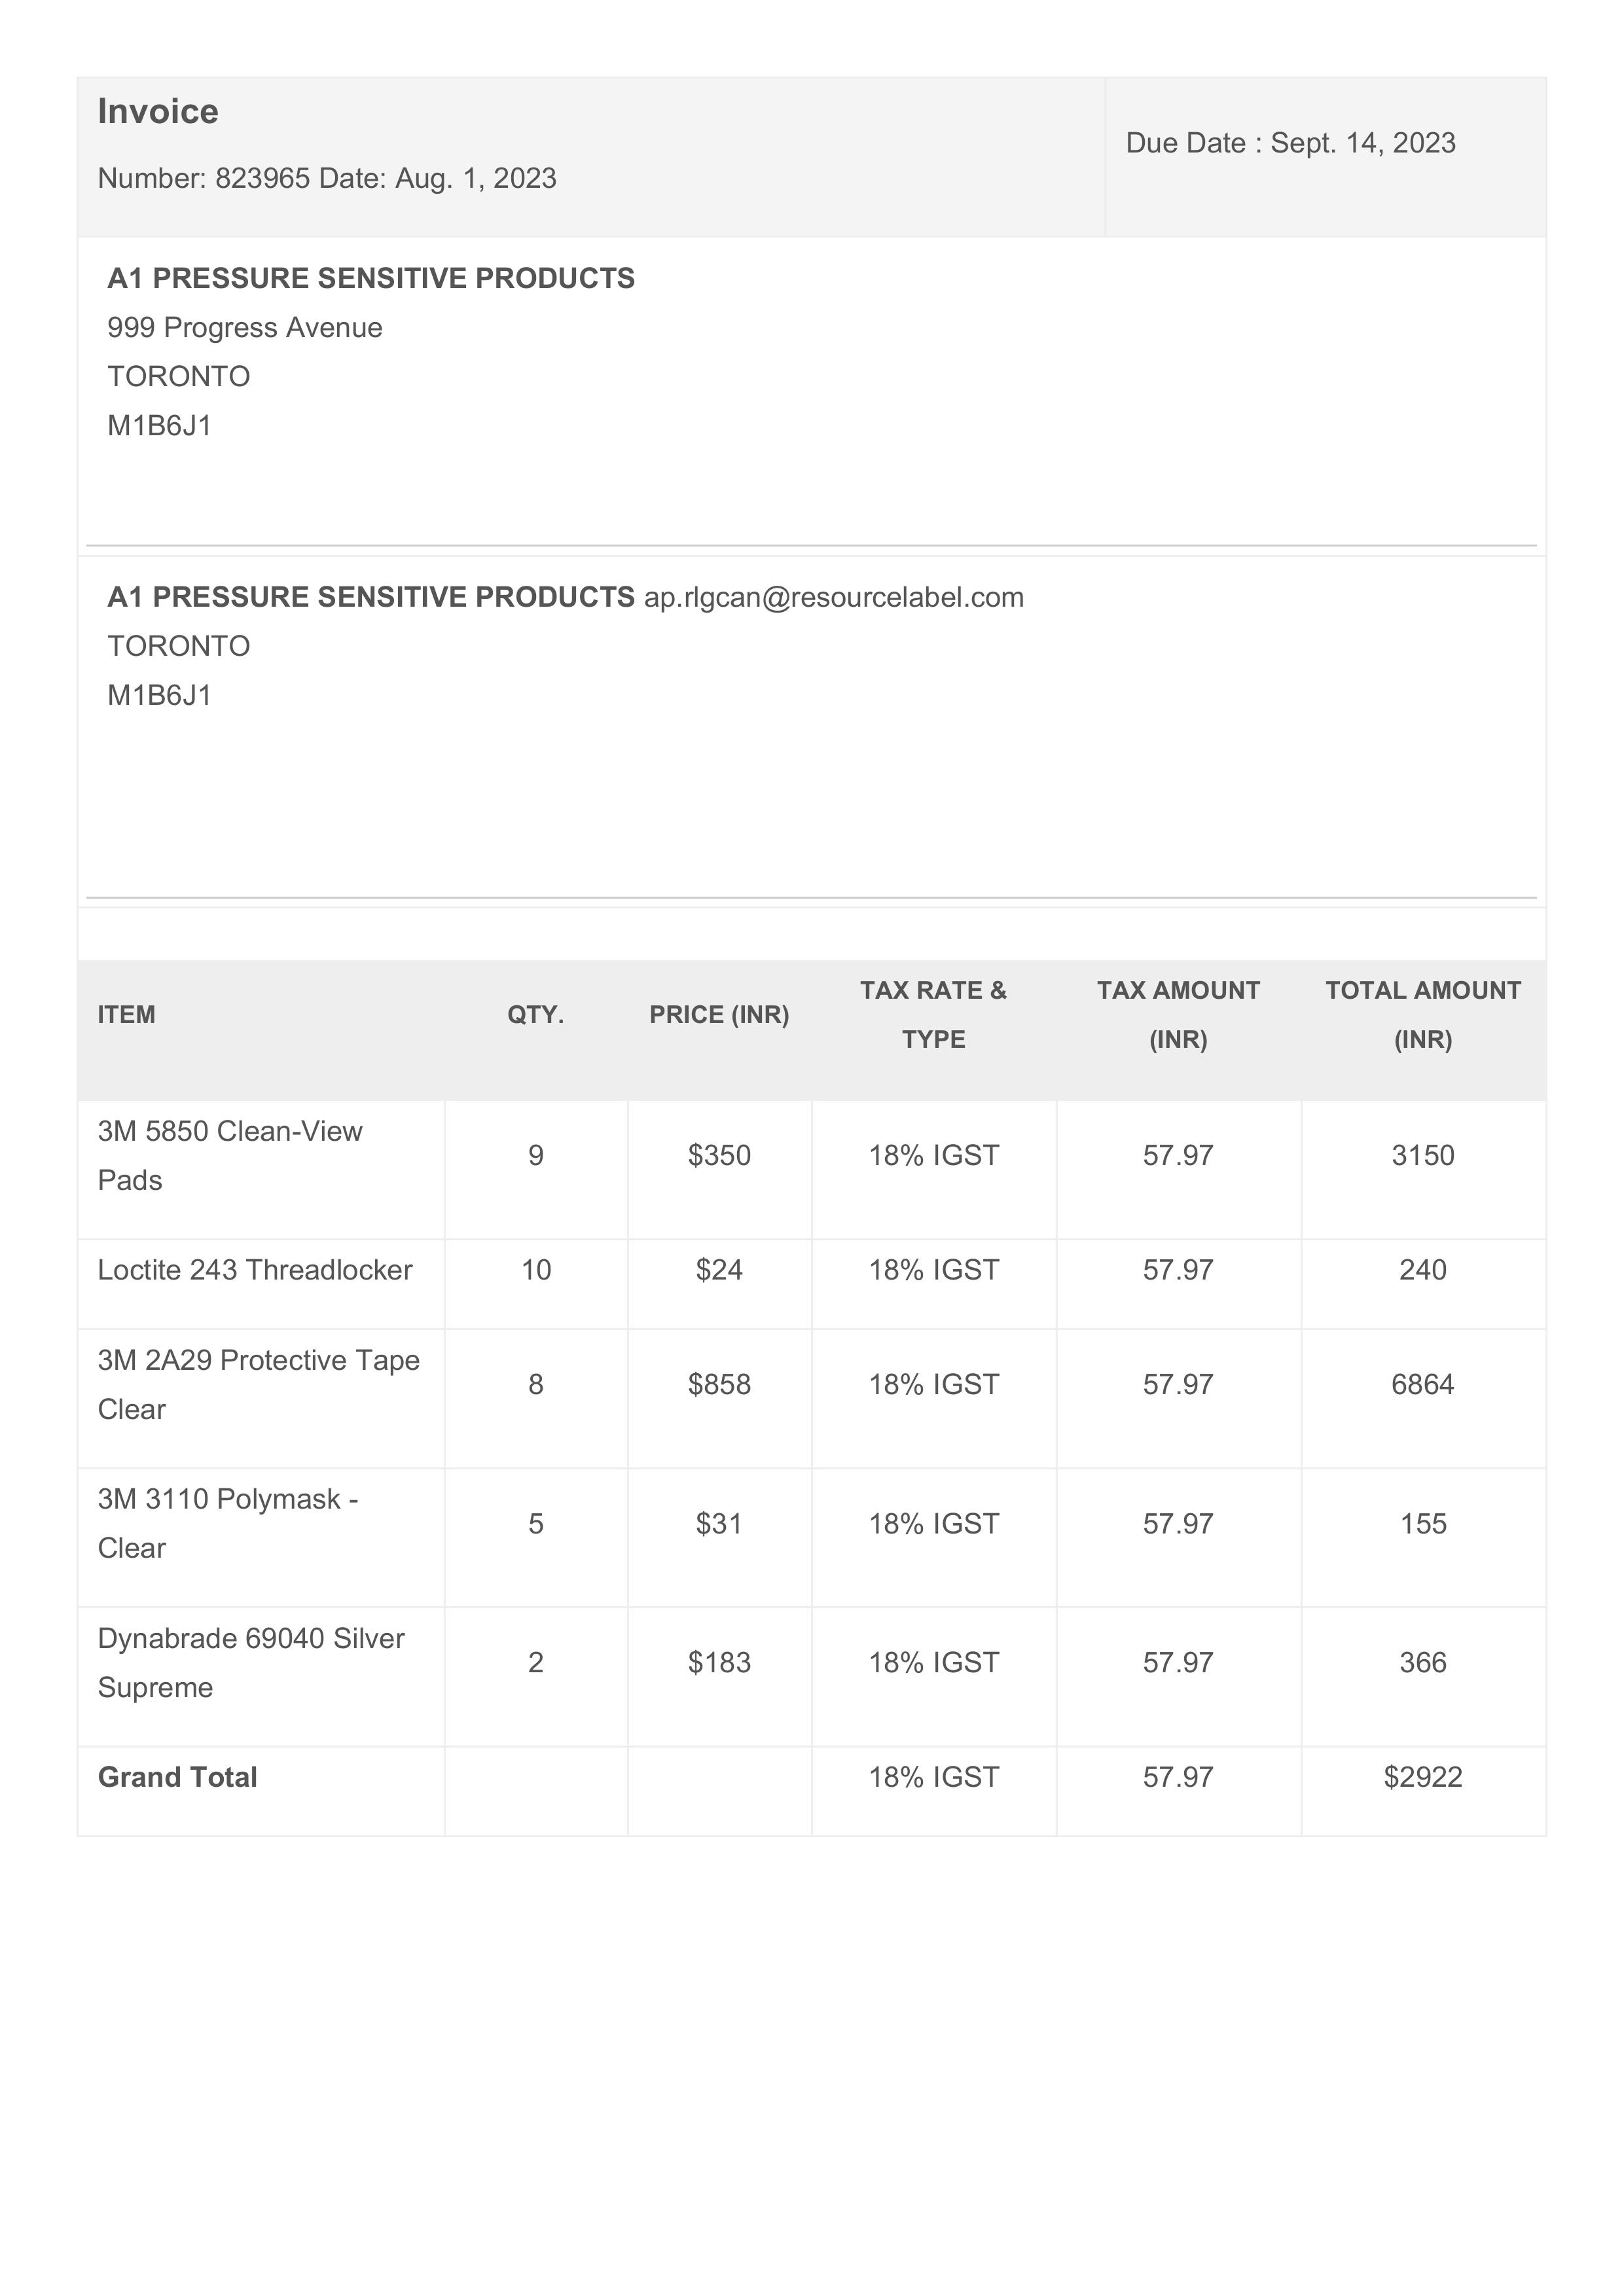 Invoice
Number: 823965 Date: Aug. 1, 2023
Due Date : Sept. 14, 2023
A1 PRESSURE SENSITIVE PRODUCTS
999 Progress Avenue
TORONTO
M1B6J1
A1 PRESSURE SENSITIVE PRODUCTS ap.rlgcan@resourcelabel.com
TORONTO
M1B6J1
ITEM QTY. PRICE (INR) TAX RATE & TYPE TAX AMOUNT (INR) TOTAL AMOUNT (INR)
3M 5850 Clean-View Pads 9 $350 18% IGST 57.97 3150
Loctite 243 Threadlocker 10 $24 18% IGST 57.97 240
3M 2A29 Protective Tape Clear 8 $858 18% IGST 57.97 6864
3M 3110 Polymask - Clear 5 $31 18% IGST 57.97 155
Dynabrade 69040 Silver Supreme 2 $183 18% IGST 57.97 366
Grand Total 18% IGST 57.97 $2922